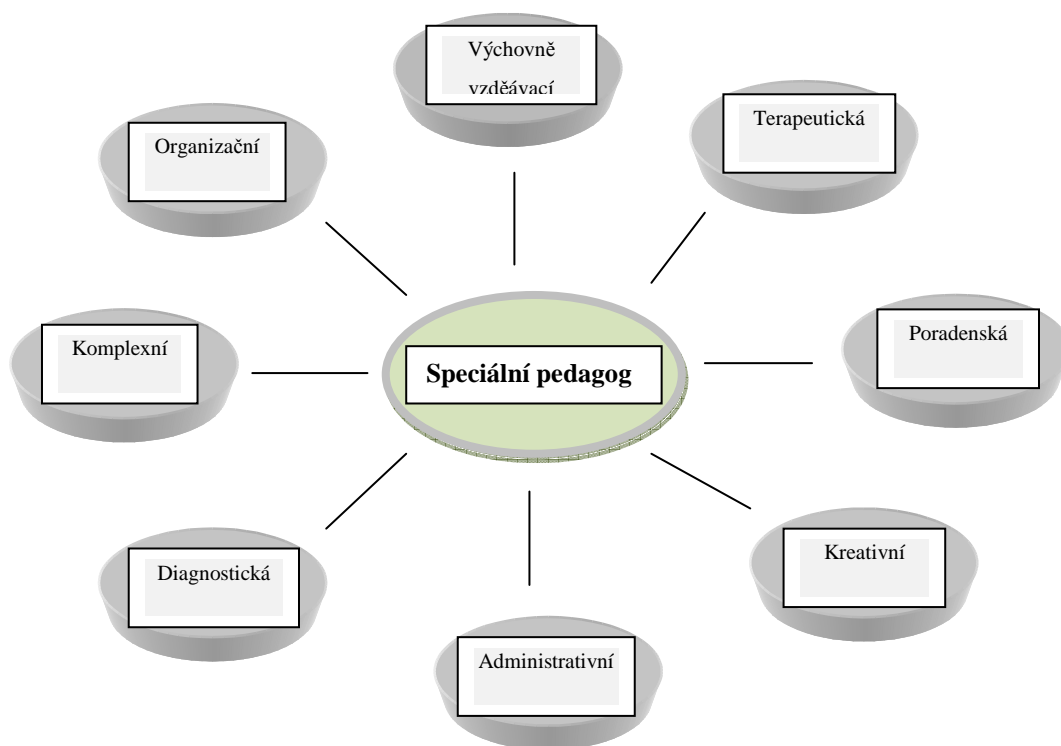 Výchovně
vzděávací
Terapeutická
Organizační
Poradenská
Komplexní
Speciální pedagog
Kreativní
Diagnostická
Administrativní